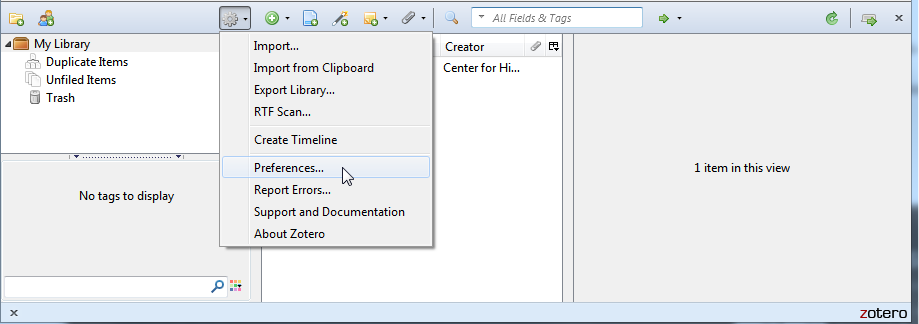 All Fields & Tags
My Library
Duplicate Items
Unfiled Items
Trash
No tags to display
Import...
Import from Clipboard
Export Library...
RTF Scan...
Create Timeline
Preferences...
Report Errors...
Support and Documentation
About Zotero
Creator
Center for Hi...
1 item in this view
zotero